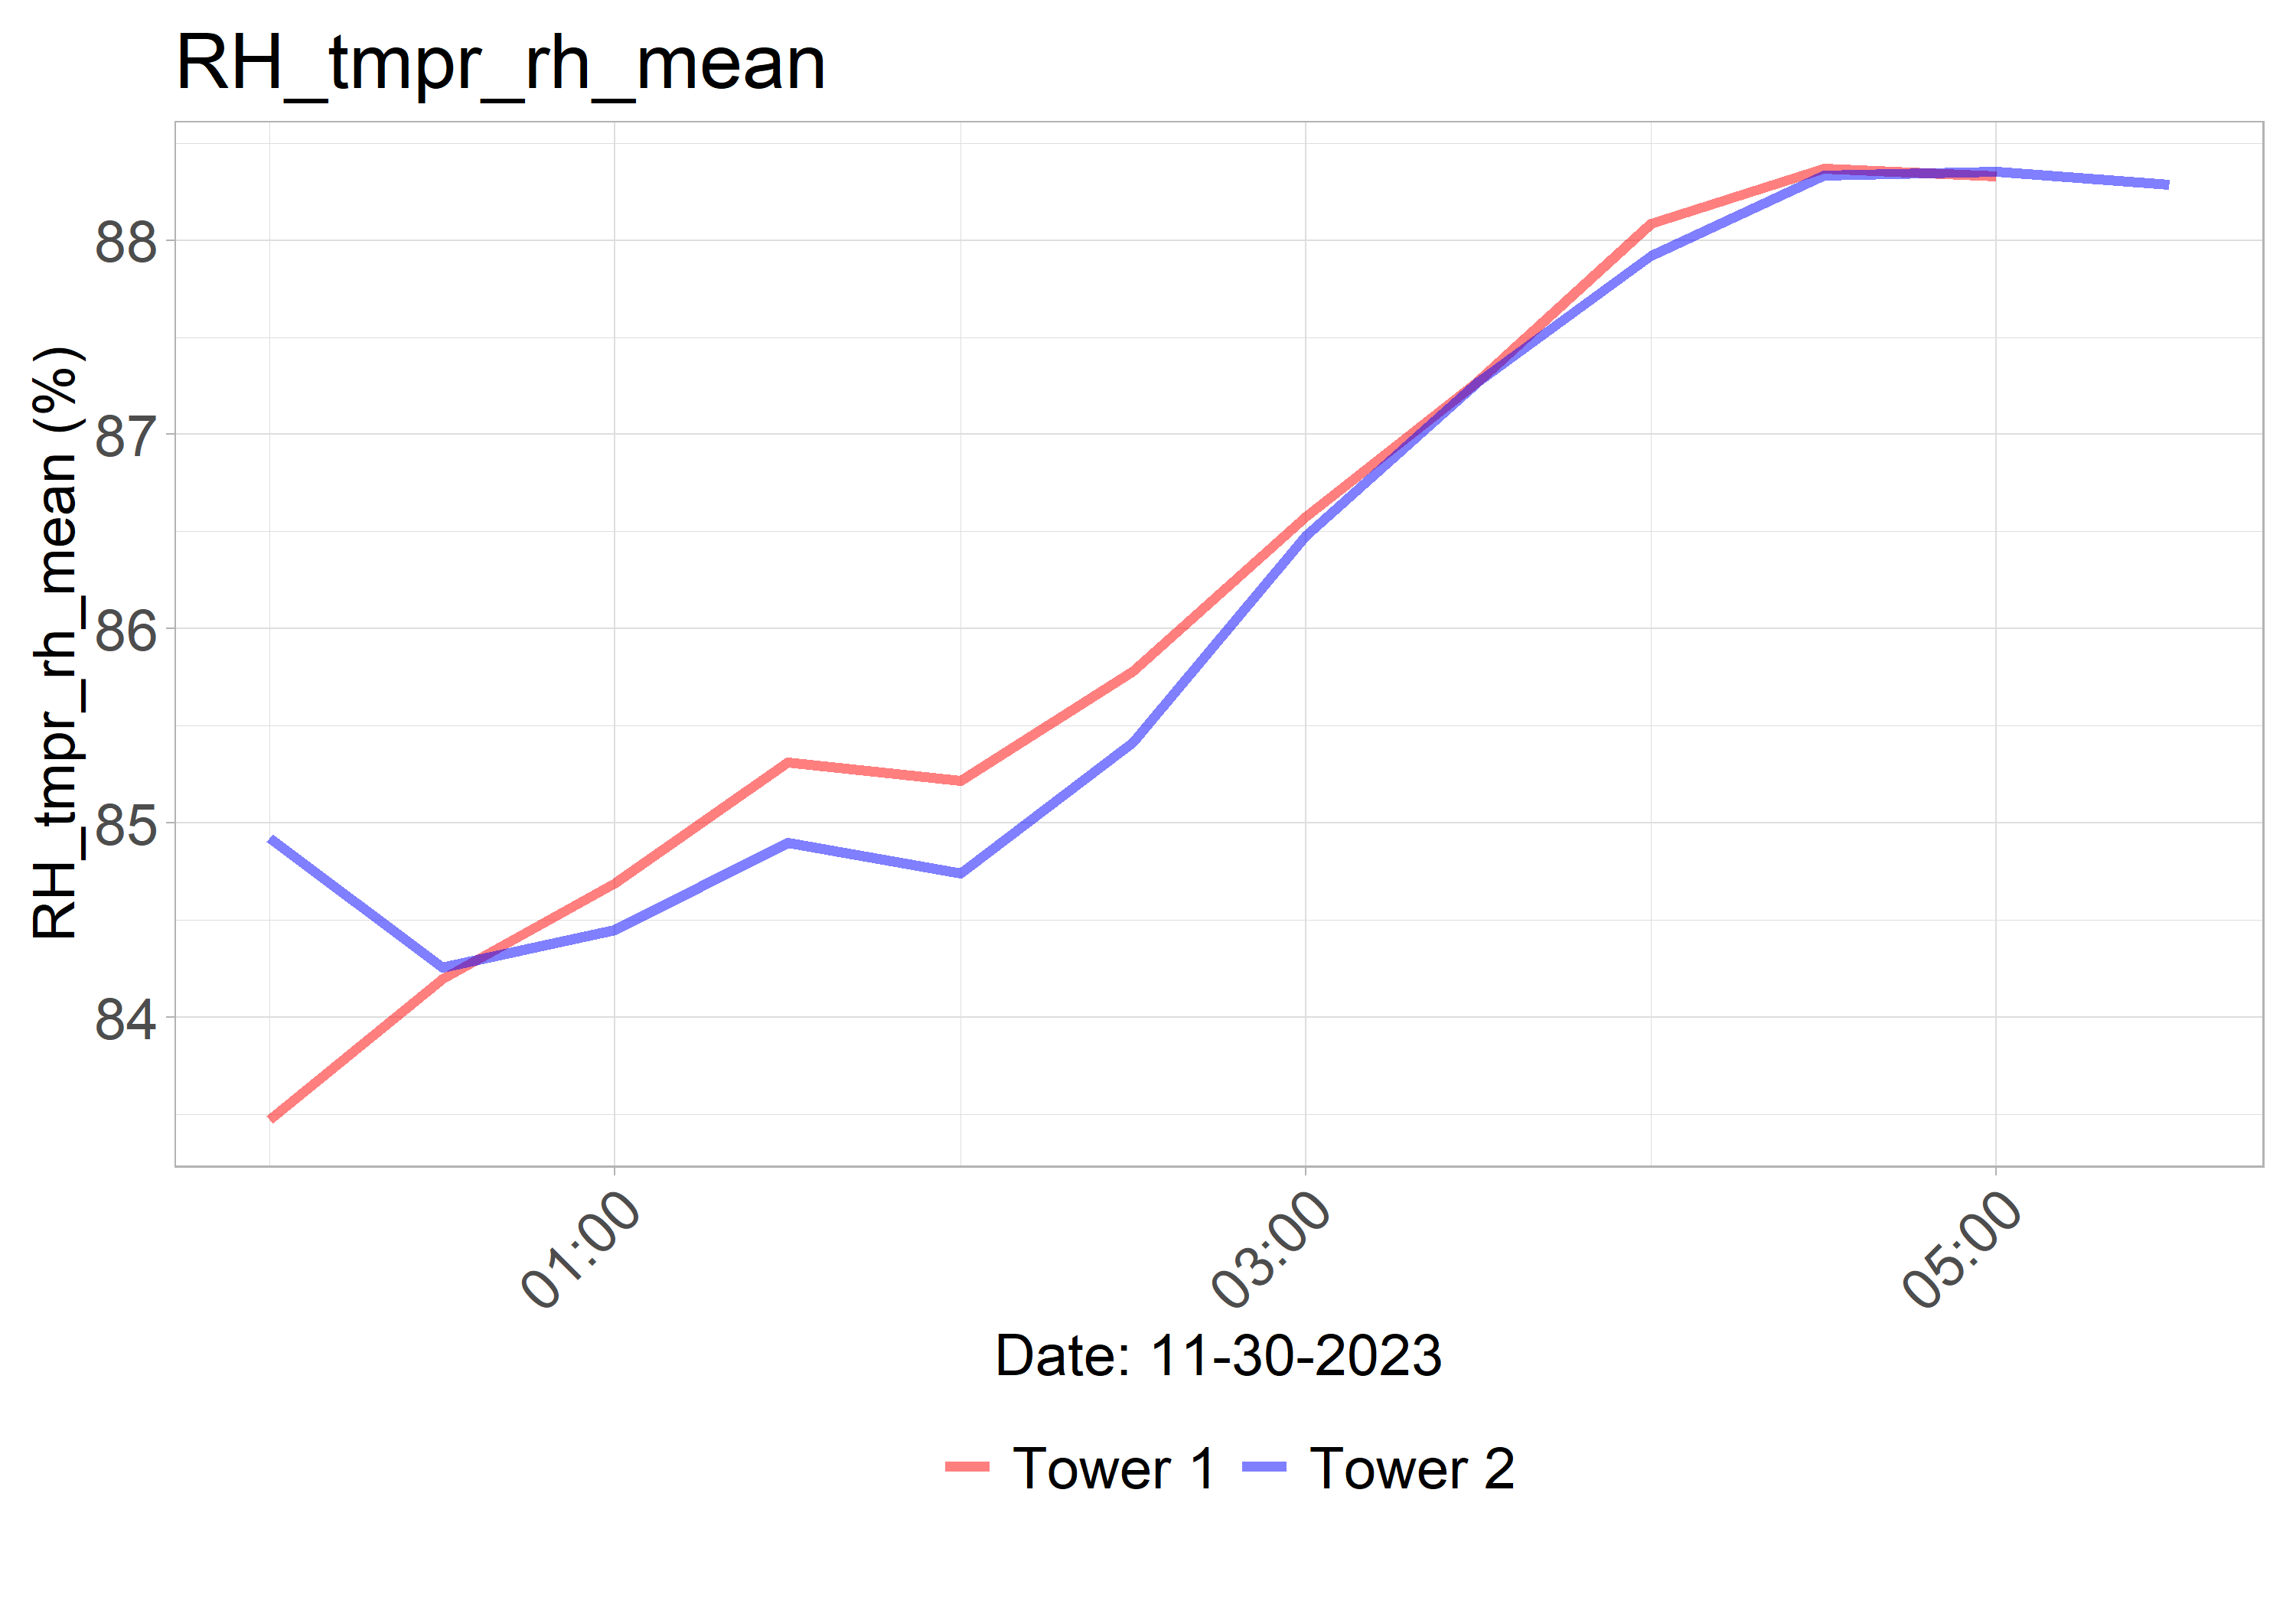 RH_tmpr_rh_mean
RH_tmpr_rh_mean (%)
88
87
86
85
84
01:00
03:00
05:00
Date: 11-30-2023
Tower 1
Tower 2